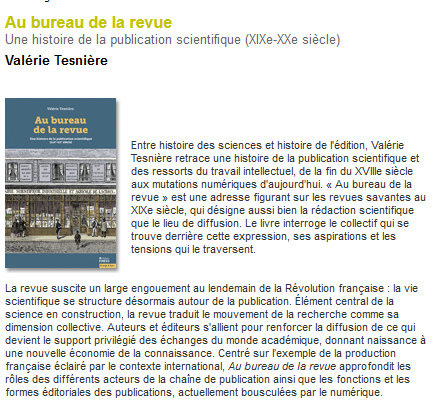 Au bureau de la revue
Une histoire de la publication scientifique (XIXe-XXe siècle)
Valérie Tesnière
Valérie Tesnière
Au bureau
de la revue
Une histoire de la publication scientifique
(XIXe-XXe siècle)
Entre histoire des sciences et histoire de l'édition, Valérie
Tesnière retrace une histoire de la publication scientifique et
des ressorts du travail intellectuel, de la fin du XVIIIe siècle
aux mutations numériques d'aujourd'hui. « Au bureau de la
revue » est une adresse figurant sur les revues savantes au
XIXe siècle, qui désigne aussi bien la rédaction scientifique
que le lieu de diffusion. Le livre interroge le collectif qui se
trouve derrière cette expression, ses aspirations et les
tensions qui le traversent.
La revue suscite un large engouement au lendemain de la Révolution française : la vie
scientifique se structure désormais autour de la publication. Élément central de la
science en construction, la revue traduit le mouvement de la recherche comme sa
dimension collective. Auteurs et éditeurs s'allient pour renforcer la diffusion de ce qui
devient le support privilégié des échanges du monde académique, donnant naissance à
une nouvelle économie de la connaissance. Centré sur l'exemple de la production
française éclairé par le contexte international, Au bureau de la revue approfondit les
rôles des différents acteurs de la chaîne de publication ainsi que les fonctions et les
formes éditoriales des publications, actuellement bousculées par le numérique.